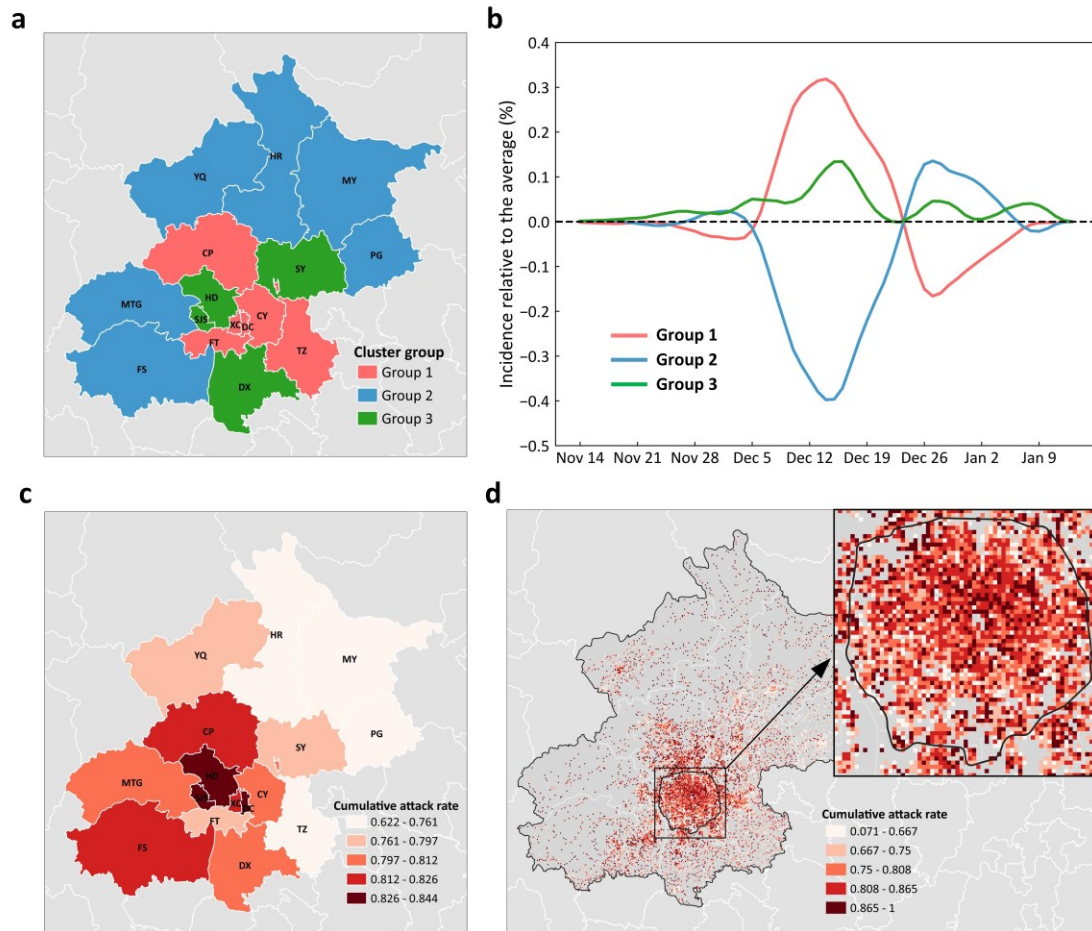 a
HR
YQ
MY
CP
PG
SY
MTG
HD
SJS
XC
DC
CY
FT
TZ
FS
DX
Cluster group
Group 1
Group 2
Group 3
b
Incidence relative to the average (%)
0.4
0.3
0.2
0.1
0.0
−0.1
−0.2
−0.3
−0.4
−0.5
Group 1
Group 2
Group 3
Nov 14 Nov 21 Nov 28 Dec 5 Dec 12 Dec 19 Dec 26 Jan 2 Jan 9
c
HR
YQ
MY
CP
PG
SY
MTG
HD
XC
CY
FT
TZ
FS
DX
Cumulative attack rate
0.622 - 0.761
0.761 - 0.797
0.797 - 0.812
0.812 - 0.826
0.826 - 0.844
d
Cumulative attack rate
0.071 - 0.667
0.667 - 0.75
0.75 - 0.808
0.808 - 0.865
0.865 - 1